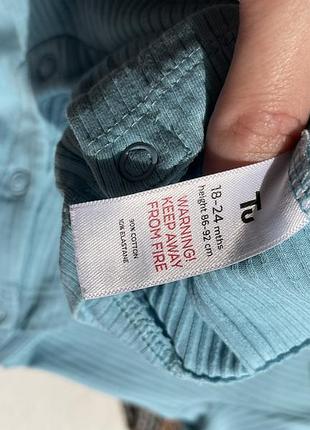 Tu
18-24 mths
height 86-92 cm
WARNING!
KEEP AWAY
FROM FIRE
90% COTTON
10% ELASTANE